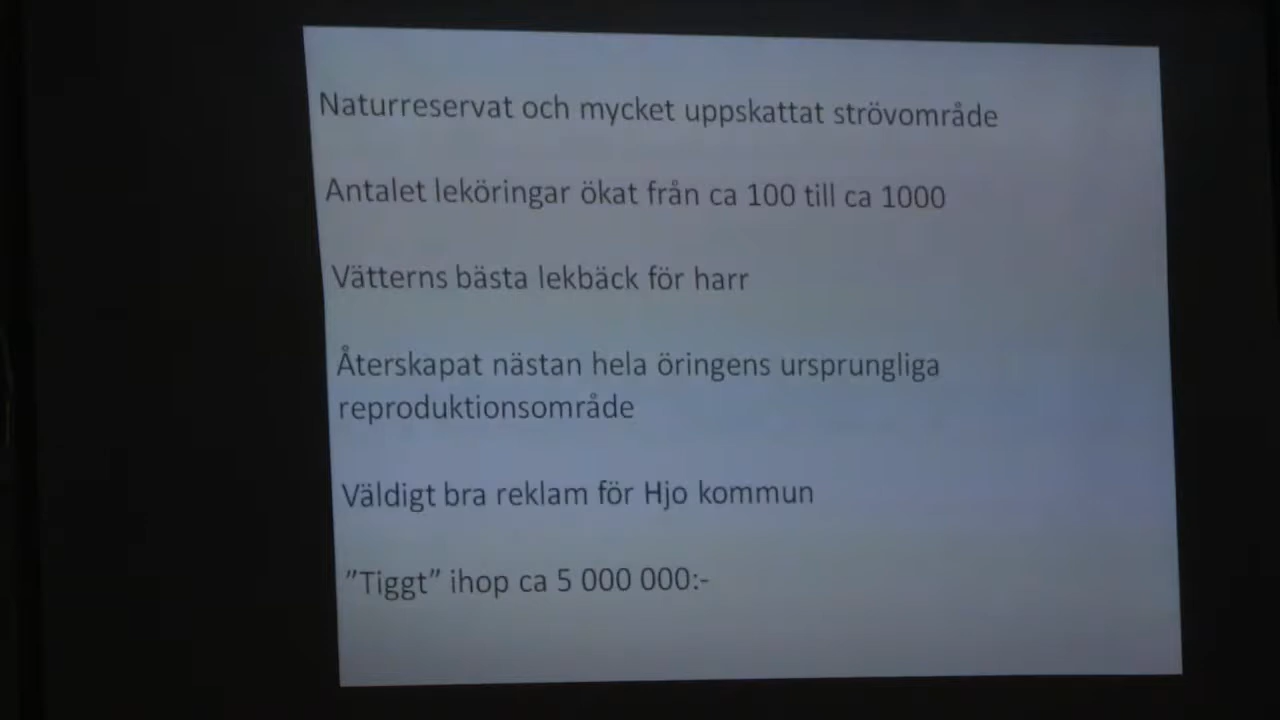 Naturreservat och mycket uppskattat strövområde
Antalet leköringar ökat från ca 100 till ca 1000
Vätterns bästa lekbäck för harr
Återskapat nästan hela öringens ursprungliga
reproduktionsområde
Väldigt bra reklam för Hjo kommun
”Tiggt” ihop ca 5 000 000:-